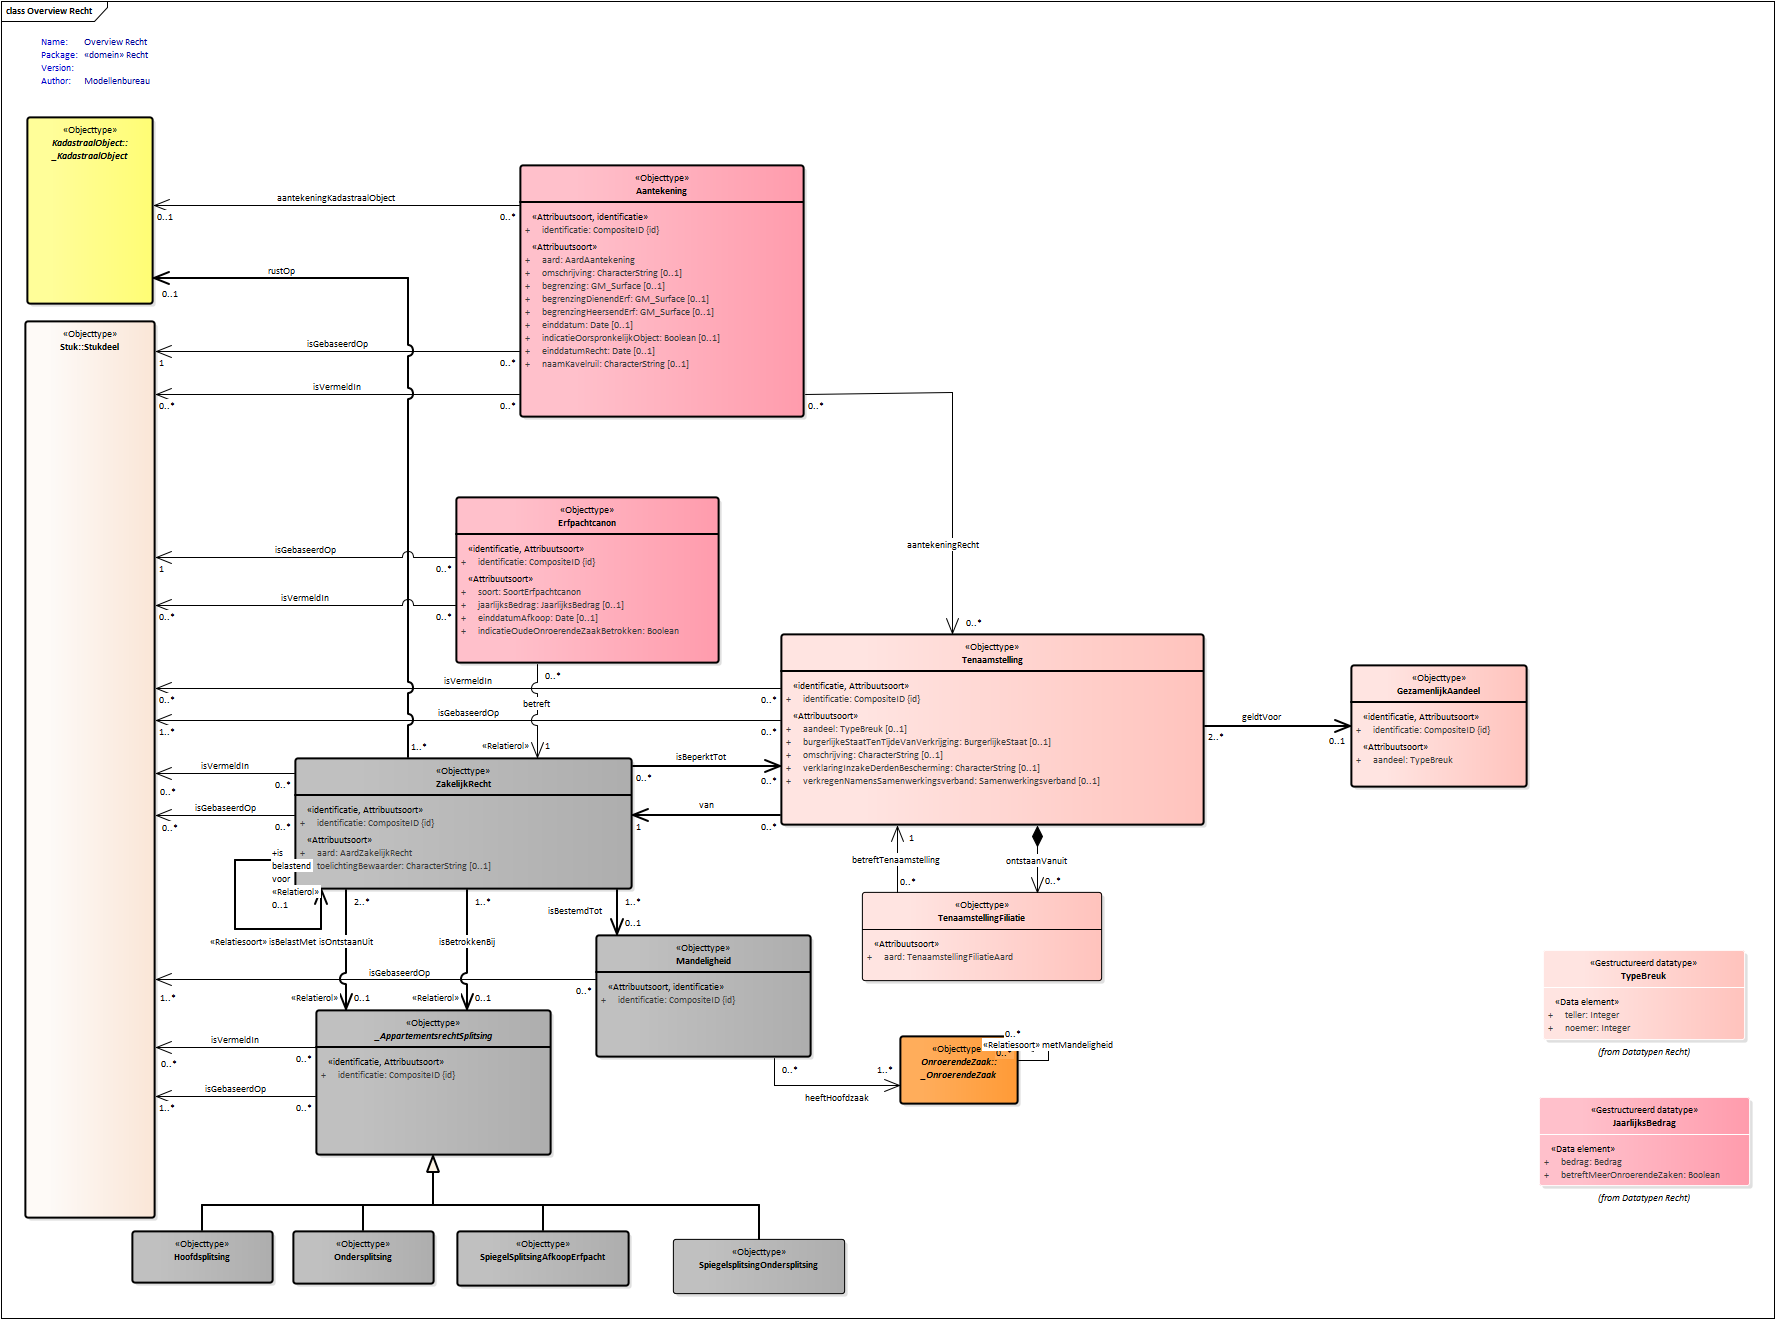 class Overview Recht
Name: Overview Recht
Package: «domein» Recht
Version:
Author: Modellenbureau
«Objecttype»
KadastraalObject::
_KadastraalObject
«Objecttype»
Aantekening
«Attribuutsoort, identificatie»
+ identificatie: CompositeID {id}
«Attribuutsoort»
+ aard: AardAantekening
+ omschrijving: CharacterString [0..1]
+ begrenzing: GM_Surface [0..1]
+ begrenzingDienendErf: GM_Surface [0..1]
+ begrenzingHeersendErf: GM_Surface [0..1]
+ einddatum: Date [0..1]
+ indicatieOorspronkelijkObject: Boolean [0..1]
+ einddatumRecht: Date [0..1]
+ naamKavelruil: CharacterString [0..1]
aantekeningKadastraalObject
0..1
0..*
rustOp
0..1
1..*
«Objecttype»
Stuk::Stukdeel
isGebaseerdOp
1
0..*
isVermeldIn
0..*
0..*
0..*
aantekeningRecht
0..*
«Objecttype»
Erfpachtcanon
«identificatie, Attribuutsoort»
+ identificatie: CompositeID {id}
«Attribuutsoort»
+ soort: SoortErfpachtcanon
+ jaarlijksBedrag: JaarlijksBedrag [0..1]
+ einddatumAfkoop: Date [0..1]
+ indicatieOudeOnroerendeZaakBetrokken: Boolean
isGebaseerdOp
1
0..*
isVermeldIn
0..*
0..*
0..*
betreft
«Relatierol»
1
«Objecttype»
Tenaamstelling
«identificatie, Attribuutsoort»
+ identificatie: CompositeID {id}
«Attribuutsoort»
+ aandeel: TypeBreuk [0..1]
+ burgerlijkeStaatTenTijdeVanVerkrijging: BurgerlijkeStaat [0..1]
+ omschrijving: CharacterString [0..1]
+ verklaringInzakeDerdenBescherming: CharacterString [0..1]
+ verkregenNamensSamenwerkingsverband: Samenwerkingsverband [0..1]
isVermeldIn
0..*
0..*
isGebaseerdOp
1..*
0..*
geldtVoor
2..*
0..1
«Objecttype»
GezamenlijkAandeel
«identificatie, Attribuutsoort»
+ identificatie: CompositeID {id}
«Attribuutsoort»
+ aandeel: TypeBreuk
«Objecttype»
ZakelijkRecht
«identificatie, Attribuutsoort»
+ identificatie: CompositeID {id}
«Attribuutsoort»
+ aard: AardZakelijkRecht
toelichtingBewaarder: CharacterString [0..1]
isVermeldIn
0..*
0..*
isGebaseerdOp
0..*
0..*
isBeperktTot
0..*
0..*
van
1
0..*
+is
belastend
voor
«Relatierol»
0..1
«Relatiesoort» isBelastMet
2..*
isOntstaanUit
«Relatierol»
0..1
1..*
isBetrokkenBij
«Relatierol»
0..1
isBestemdTot
1..*
0..1
1
betreftTenaamstelling
0..*
ontstaanVanuit
0..*
«Objecttype»
TenaamstellingFiliatie
«Attribuutsoort»
+ aard: TenaamstellingFiliatieAard
«Objecttype»
Mandeligheid
«Attribuutsoort, identificatie»
+ identificatie: CompositeID {id}
isGebaseerdOp
1..*
0..*
«Objecttype»
_AppartementsrechtSplitsing
«identificatie, Attribuutsoort»
+ identificatie: CompositeID {id}
isVermeldIn
0..*
0..*
isGebaseerdOp
1..*
0..*
0..*
1..*
heeftHoofdzaak
«Objecttype»
OnroerendeZaak::
_OnroerendeZaak
0..*
«Relatiesoort» metMandeligheid
0..*
«Gestructureerd datatype»
TypeBreuk
«Data element»
+ teller: Integer
+ noemer: Integer
(from Datatypen Recht)
«Gestructureerd datatype»
JaarlijksBedrag
«Data element»
+ bedrag: Bedrag
+ betreftMeerOnroerendeZaken: Boolean
(from Datatypen Recht)
«Objecttype»
Hoofdsplitsing
«Objecttype»
Ondersplitsing
«Objecttype»
SpiegelSplitsingAfkoopErfpacht
«Objecttype»
SpiegelsplitsingOndersplitsing